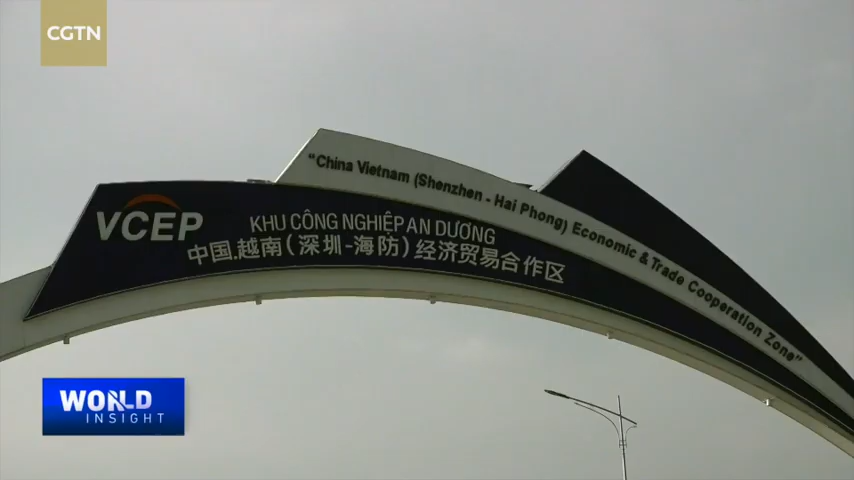 CGTN
"China Vietnam (Shenzhen - Hai Phong) Economic & Trade Cooperation Zone"
VCEP
KHU CÔNG NGHIỆP AN DƯƠNG
中国.越南(深圳-海防)经济贸易合作区
WORLD
INSIGHT